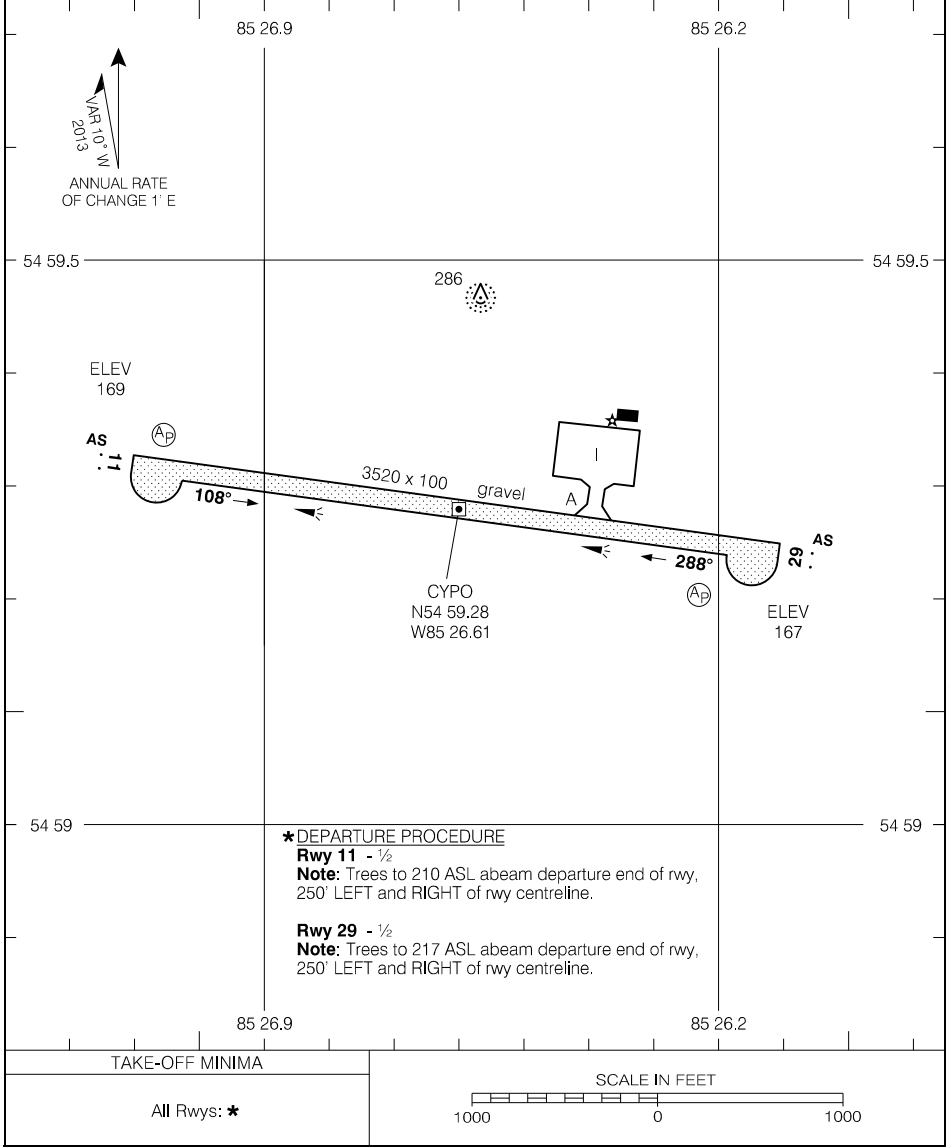 85 26.9 85 26.2
VAR 10° W
2013
ANNUAL RATE
OF CHANGE 1' E
54 59.5 54 59.5
286
ELEV
169
AS
AP
11
3520 x 100 gravel
I
A
108°
288°
29
AS
AP
CYPO
N54 59.28
W85 26.61
ELEV
167
54 59 54 59
* DEPARTURE PROCEDURE
Rwy 11 - ½
Note: Trees to 210 ASL abeam departure end of rwy,
250' LEFT and RIGHT of rwy centreline.
Rwy 29 - ½
Note: Trees to 217 ASL abeam departure end of rwy,
250' LEFT and RIGHT of rwy centreline.
85 26.9 85 26.2
TAKE-OFF MINIMA
All Rwys: *
SCALE IN FEET
1000 0 1000